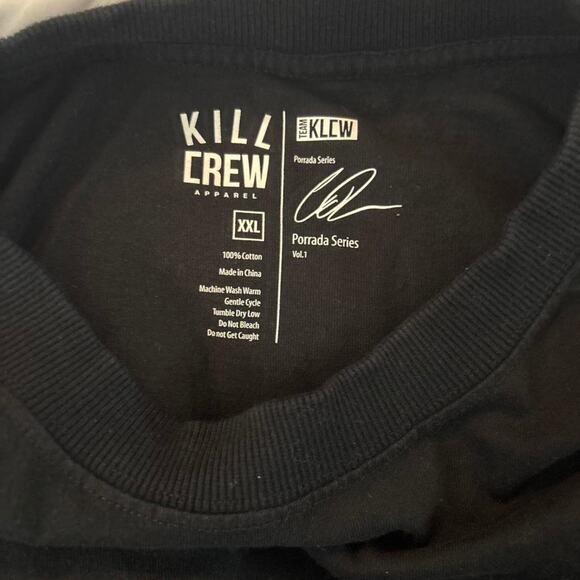 KILL
CREW
APPAREL
XXL
100% Cotton
Made in China
Machine Wash Warm
Gentle Cycle
Tumble Dry Low
Do Not Bleach
Do not Get Caught
TEAM KLCW
Porrada Series
Porrada Series
Vol.1